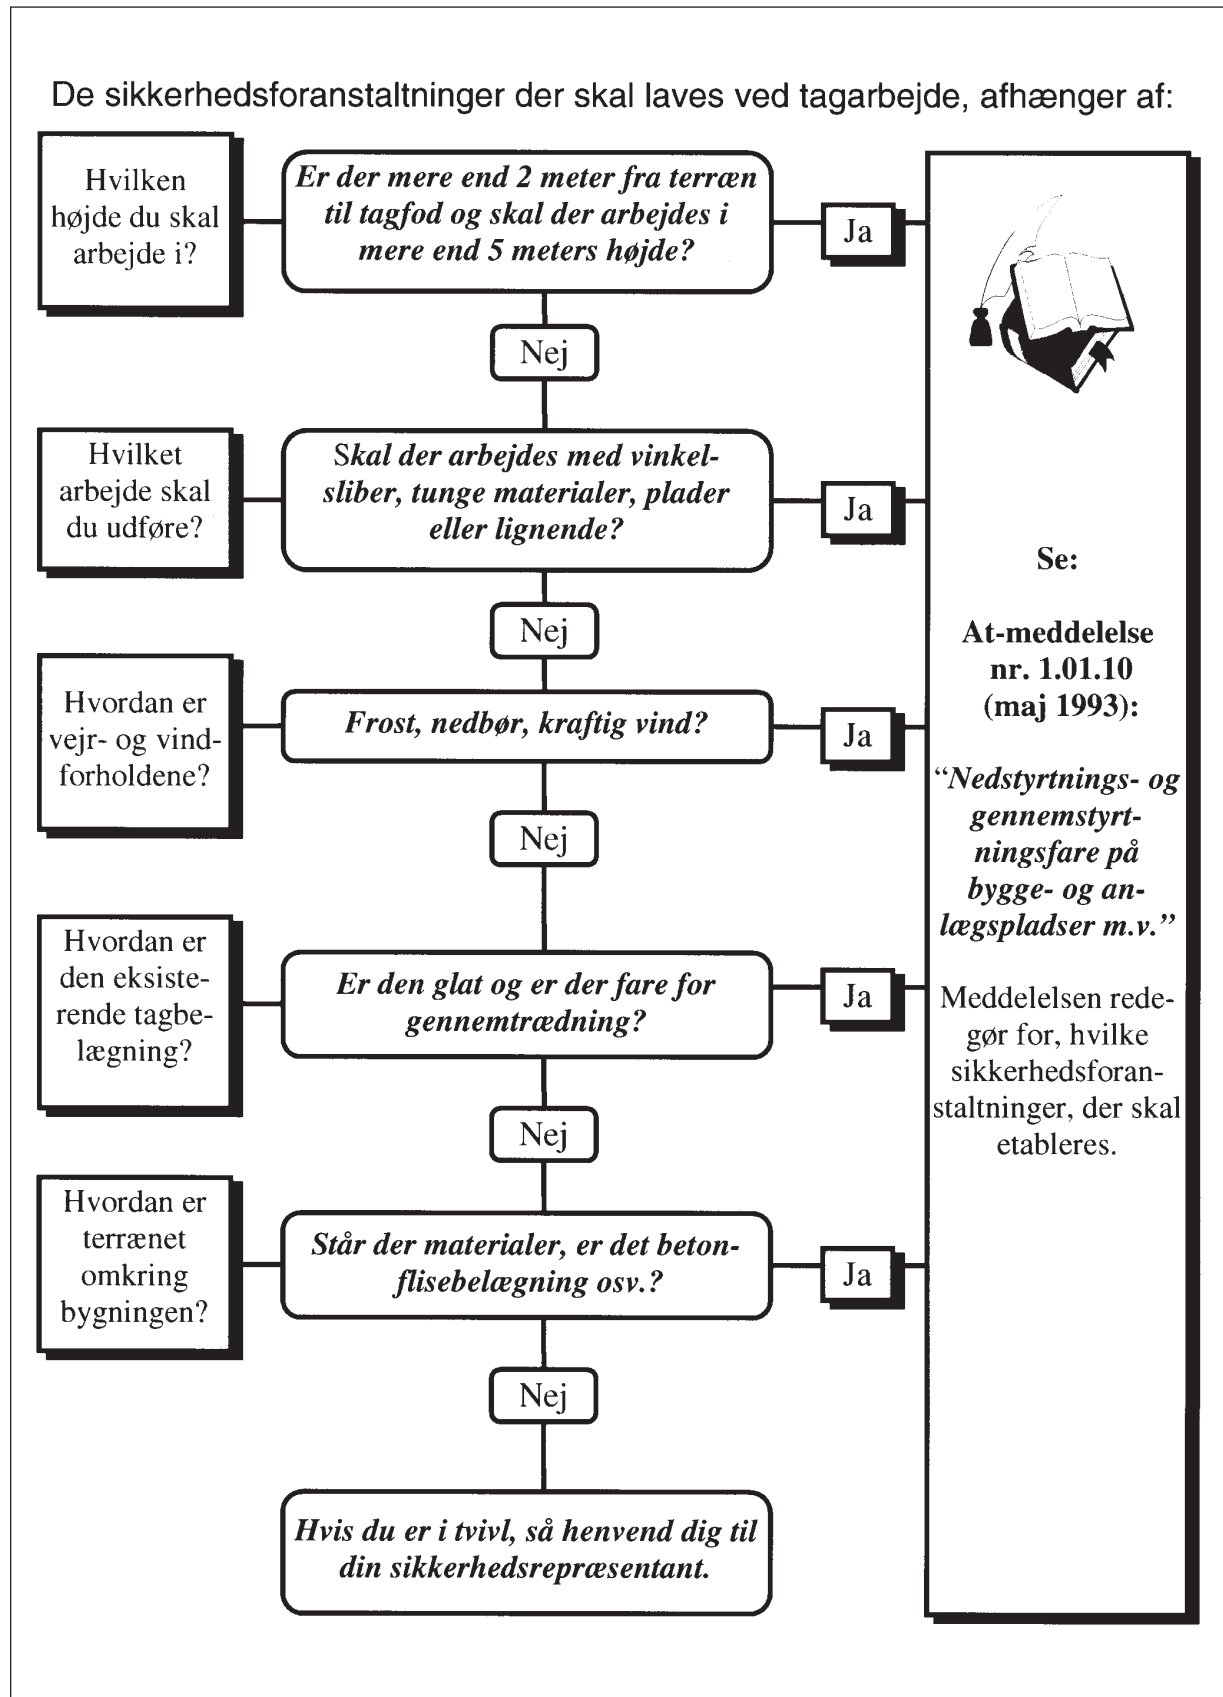 De sikkerhedsforanstaltninger der skal laves ved tagarbejde, afhænger af:
Hvilken
højde du skal
arbejde i?
Er der mere end 2 meter fra terræn
til tagfod og skal der arbejdes i
mere end 5 meters højde?
Ja
Nej
Hvilket
arbejde skal
du udføre?
Skal der arbejdes med vinkel-
sliber, tunge materialer, plader
eller lignende?
Ja
Nej
Hvordan er
vejr- og vind-
forholdene?
Frost, nedbør, kraftig vind?
Ja
Nej
Hvordan er
den eksiste-
rende tagbe-
lægning?
Er den glat og er der fare for
gennemtrædning?
Ja
Nej
Hvordan er
terrænet
omkring
bygningen?
Står der materialer, er det beton-
flisebelægning osv.?
Ja
Nej
Hvis du er i tvivl, så henvend dig til
din sikkerhedsrepræsentant.
Se:
At-meddelelse
nr. 1.01.10
(maj 1993):
“Nedstyrtnings- og
gennemstyrt-
ningsfare på
bygge- og an-
lægspladser m.v.”
Meddelelsen rede-
gør for, hvilke
sikkerhedsforan-
staltninger, der skal
etableres.